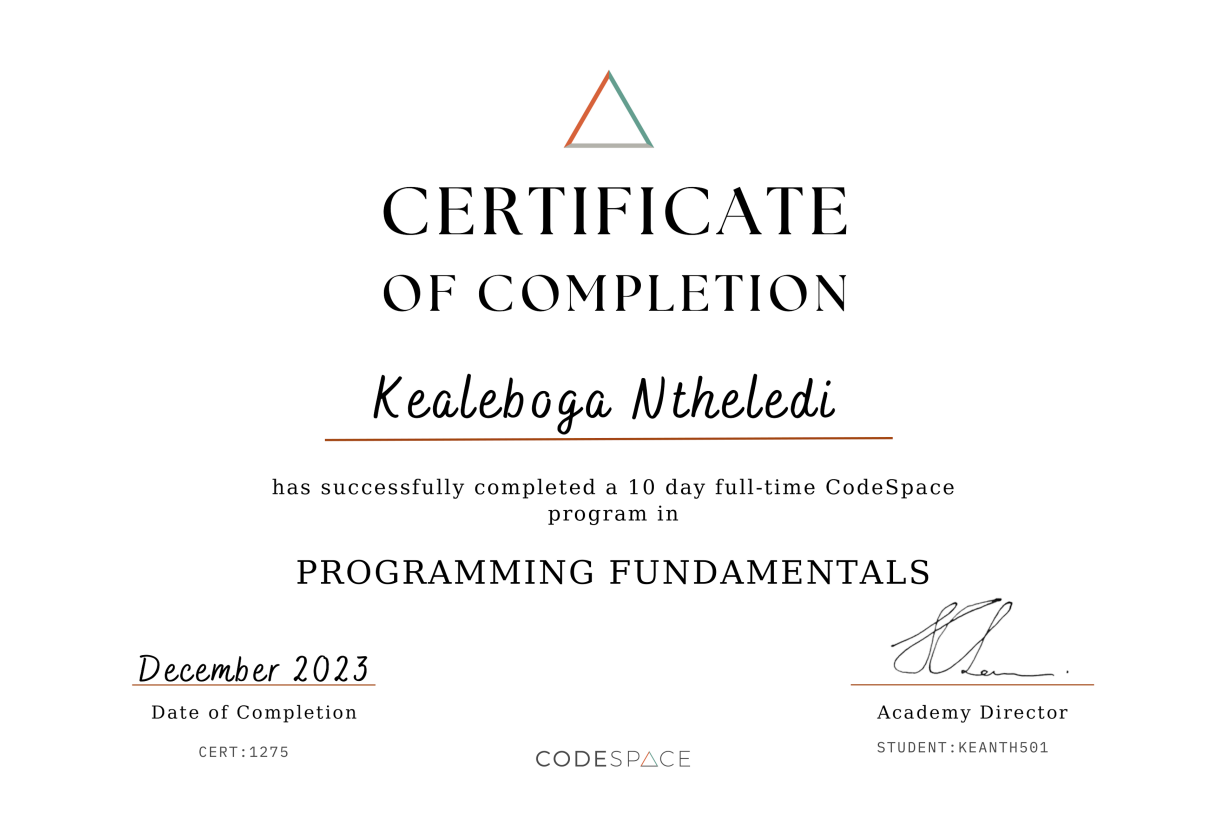 CERTIFICATE
OF COMPLETION
Kealeboga Ntheledi
has successfully completed a 10 day full-time CodeSpace
program in
PROGRAMMING FUNDAMENTALS
December 2023
Date of Completion
Academy Director
CERT:1275
STUDENT:KEANTH501
CODESPACE